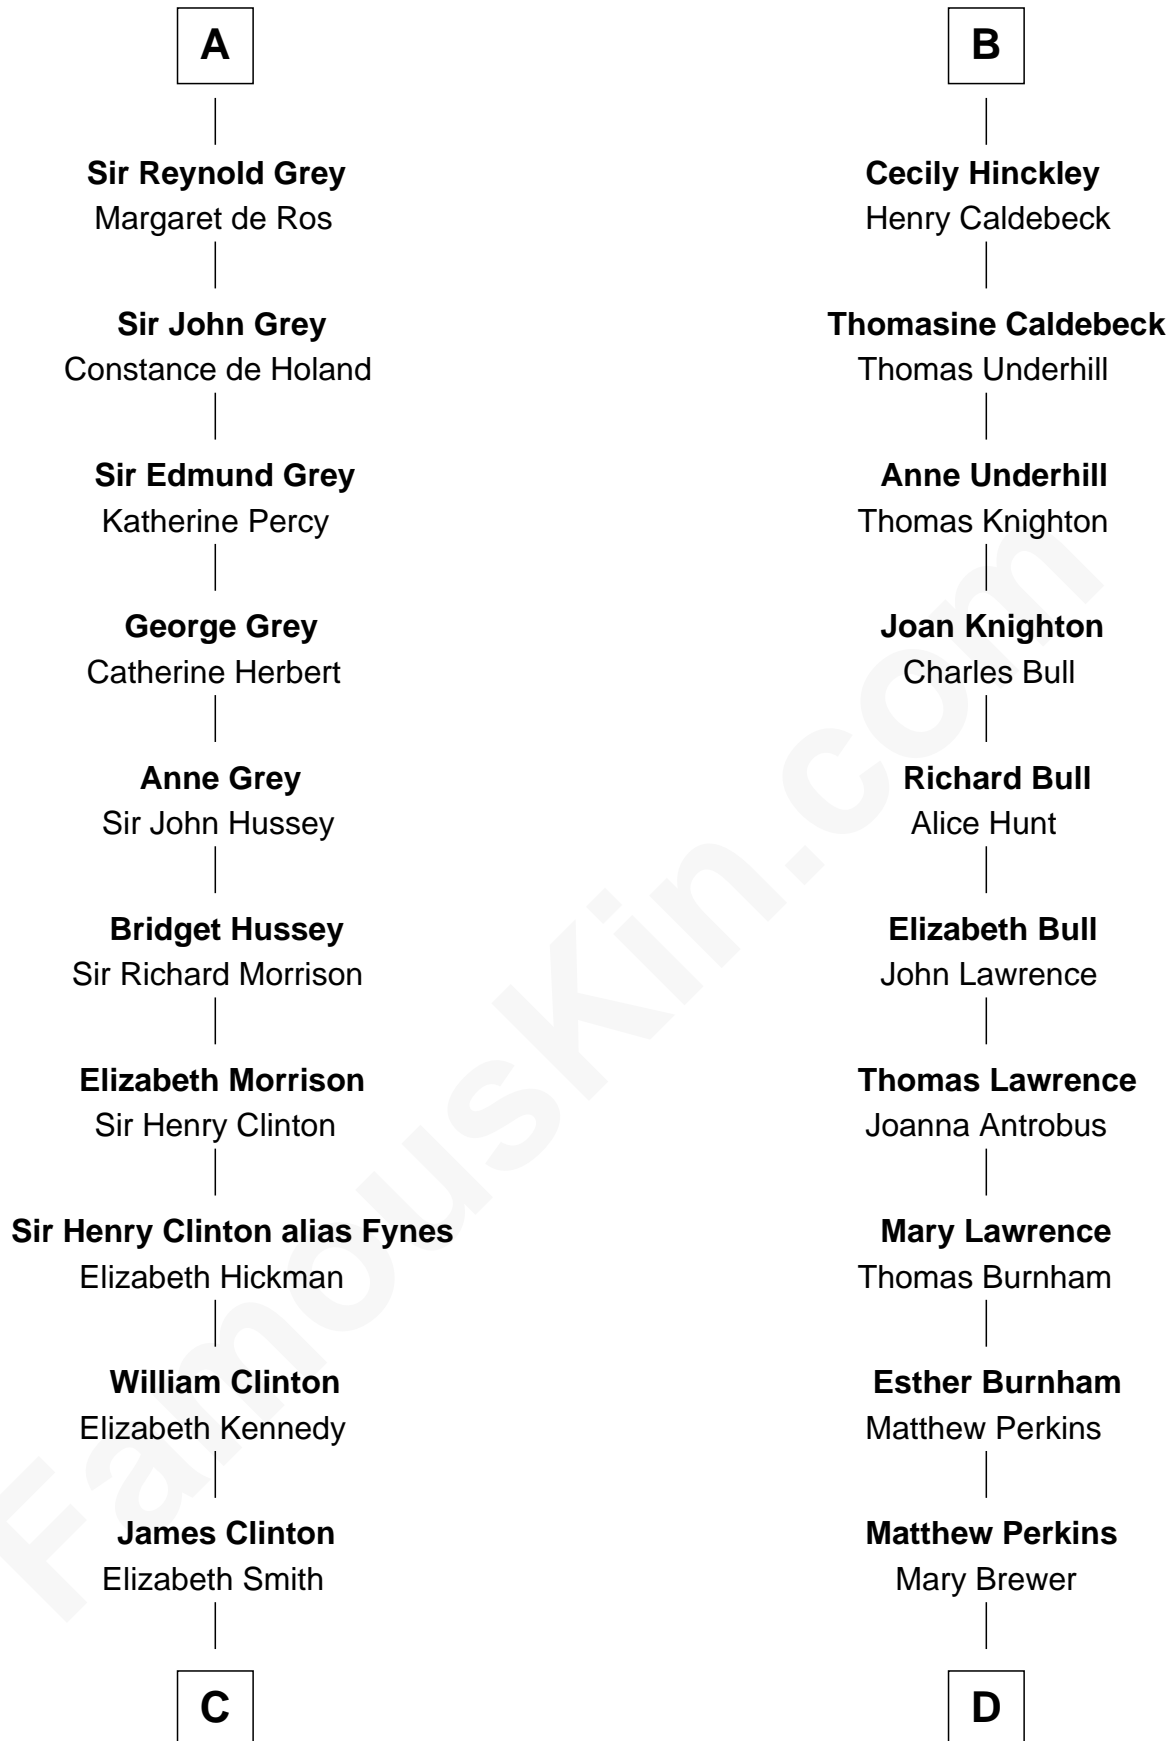 A
Sir Reynold Grey
Margaret de Ros
Sir John Grey
Constance de Holand
Sir Edmund Grey
Katherine Percy
George Grey
Catherine Herbert
Anne Grey
Sir John Hussey
Bridget Hussey
Sir Richard Morrison
Elizabeth Morrison
Sir Henry Clinton
Sir Henry Clinton alias Fynes
Elizabeth Hickman
William Clinton
Elizabeth Kennedy
James Clinton
Elizabeth Smith
C
B
Cecily Hinckley
Henry Caldebeck
Thomasine Caldebeck
Thomas Underhill
Anne Underhill
Thomas Knighton
Joan Knighton
Charles Bull
Richard Bull
Alice Hunt
Elizabeth Bull
John Lawrence
Thomas Lawrence
Joanna Antrobus
Mary Lawrence
Thomas Burnham
Esther Burnham
Matthew Perkins
Matthew Perkins
Mary Brewer
D
FamousKin.com